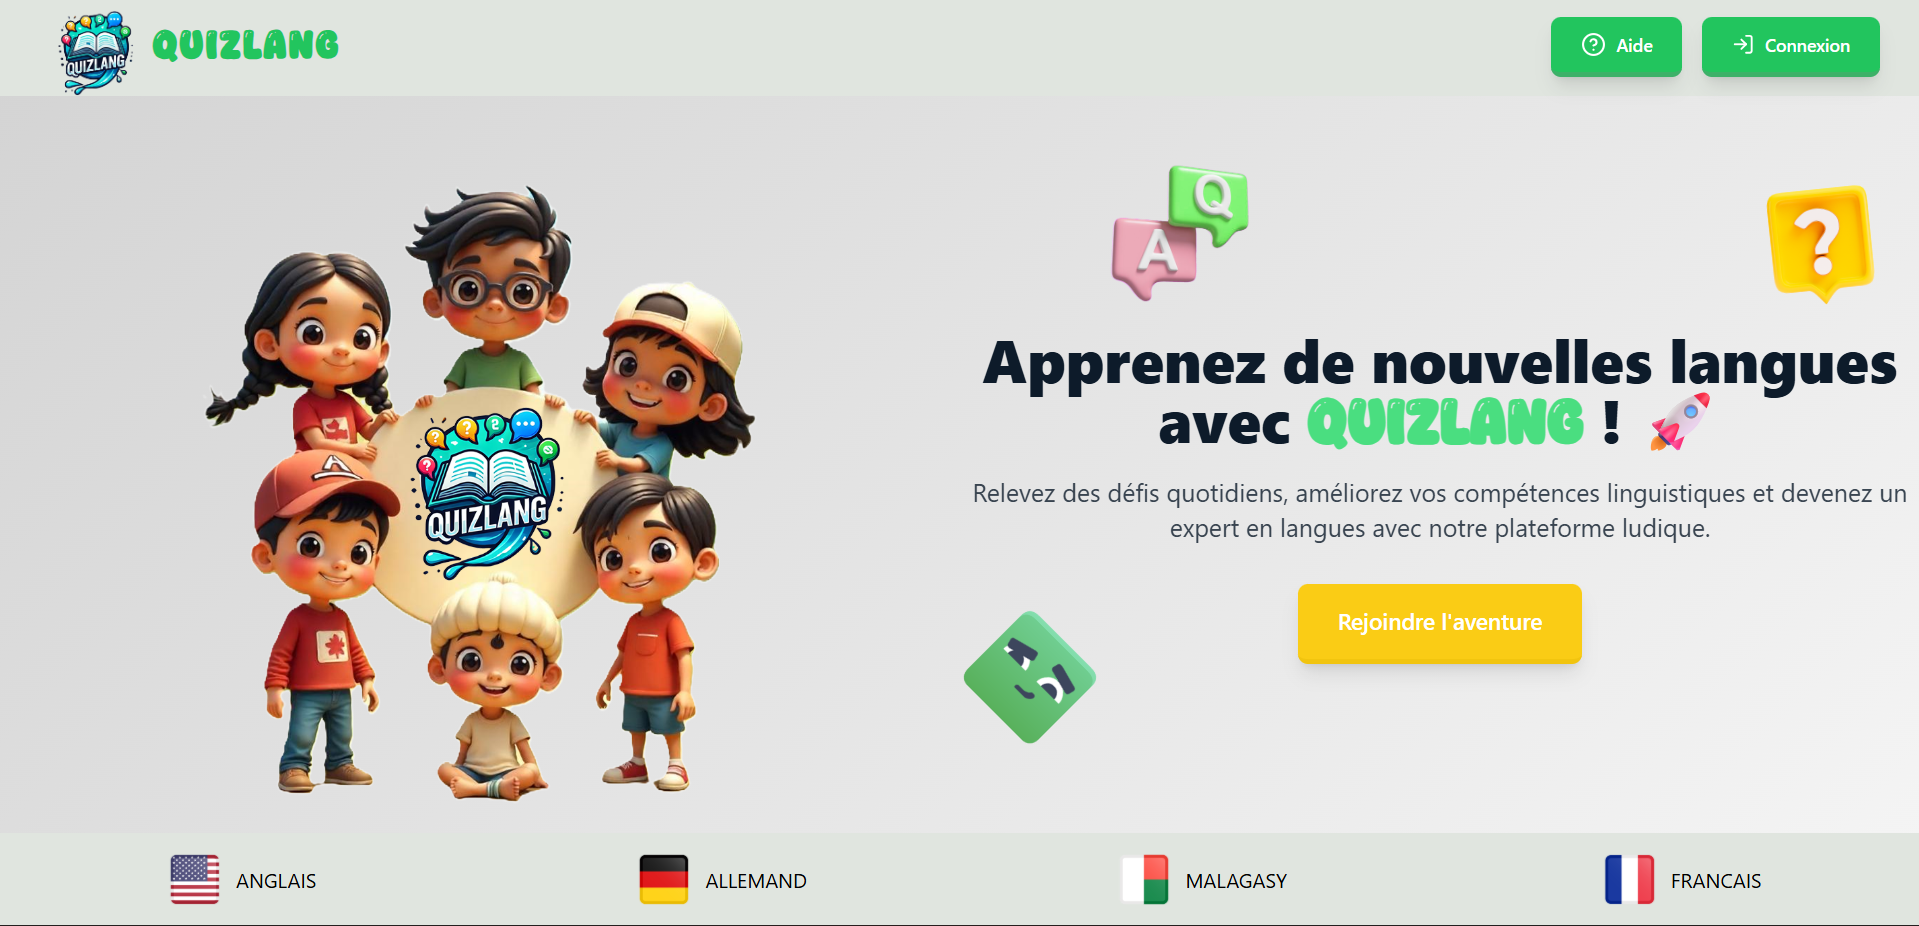 QUIZLANG
QUIZLANG
Aide
Connexion
Q
A
?
Apprenez de nouvelles langues
avec QUIZLANG ! 🚀
Relevez des défis quotidiens, améliorez vos compétences linguistiques et devenez un
expert en langues avec notre plateforme ludique.
Rejoindre l'aventure
A
QUIZLANG
ANGLAIS
ALLEMAND
MALAGASY
FRANCAIS